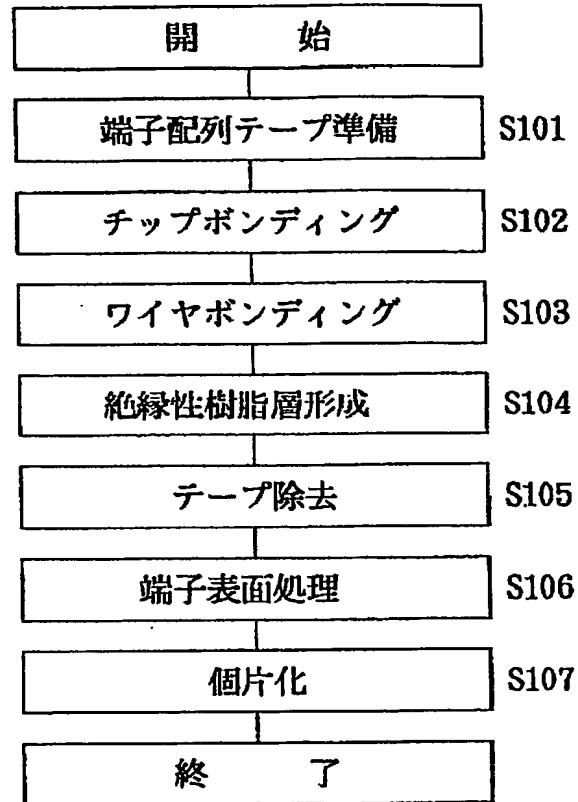 開 始
端子配列テープ準備 S101
チップボンディング S102
ワイヤボンディング S103
絶縁性樹脂層形成 S104
テープ除去 S105
端子表面処理 S106
個片化 S107
終 了